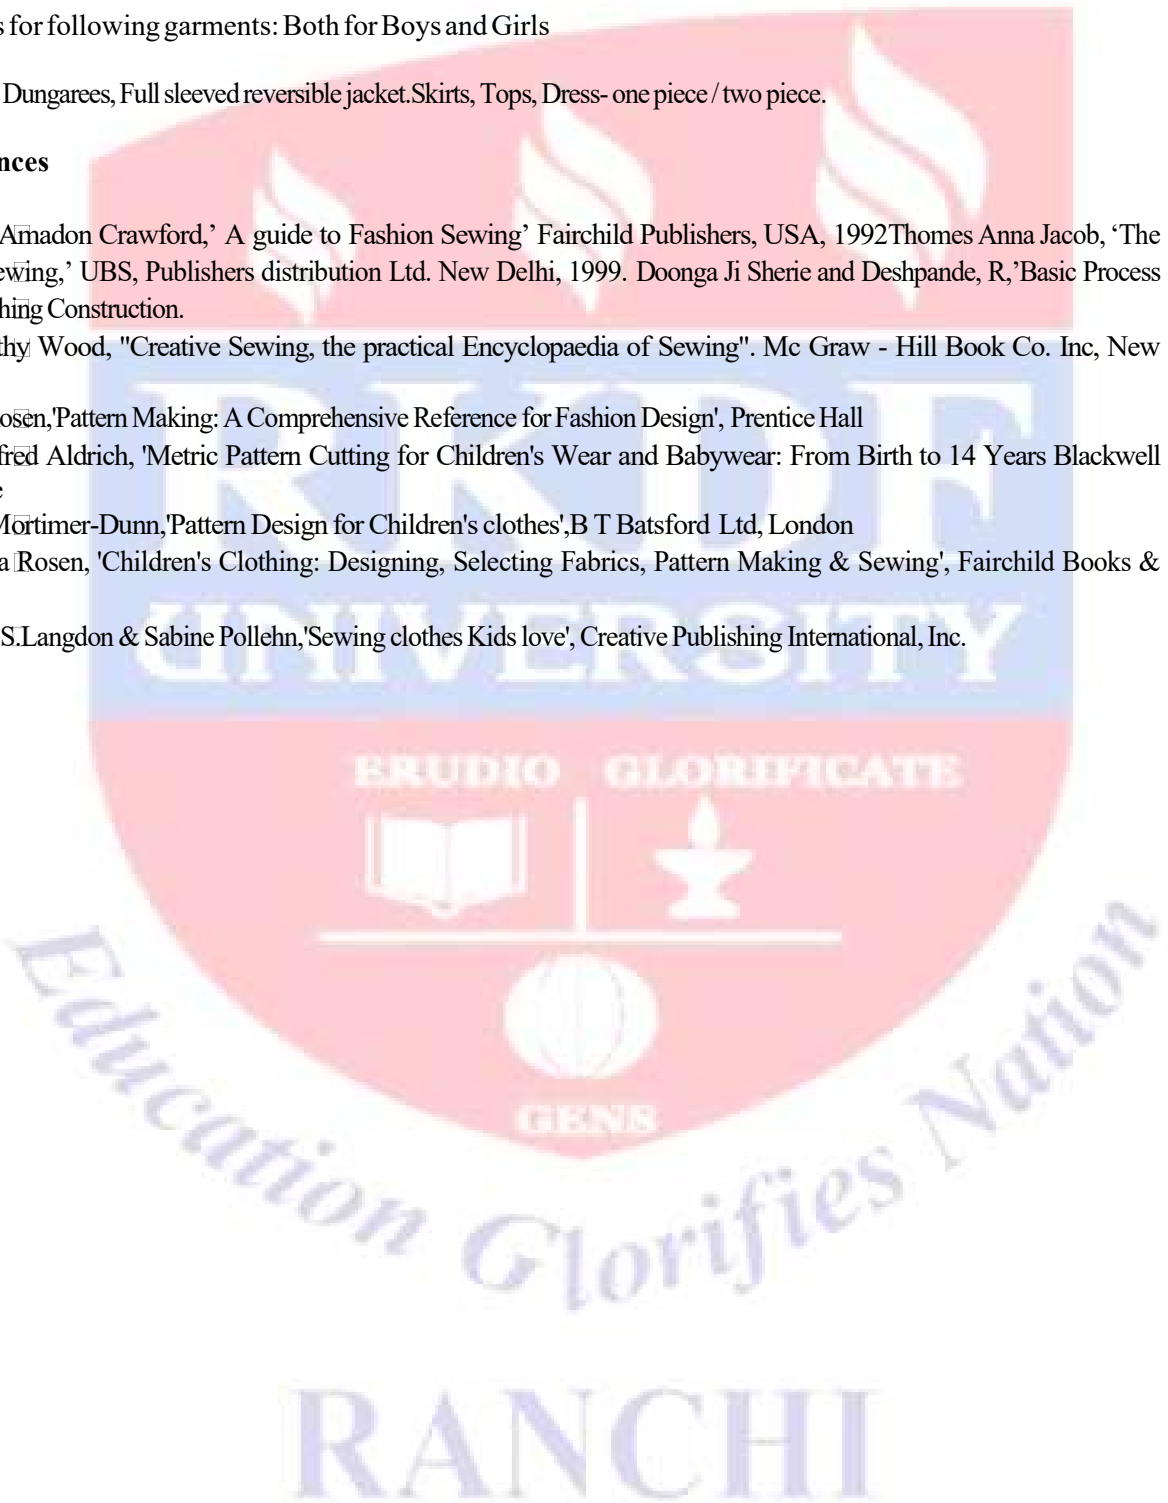 s for following garments: Both for Boys and Girls
Dungarees, Full sleeved reversible jacket.Skirts, Tops, Dress- one piece / two piece.
nces
Amadon Crawford,’ A guide to Fashion Sewing’ Fairchild Publishers, USA, 1992Thomes Anna Jacob, ‘The
ewing,’ UBS, Publishers distribution Ltd. New Delhi, 1999. Doonga Ji Sherie and Deshpande, R,’Basic Process
hing Construction.
thy Wood, "Creative Sewing, the practical Encyclopaedia of Sewing". Mc Graw - Hill Book Co. Inc, New
osen,'Pattern Making: A Comprehensive Reference for Fashion Design', Prentice Hall
fred Aldrich, 'Metric Pattern Cutting for Children's Wear and Babywear: From Birth to 14 Years Blackwell
e
Mortimer-Dunn,'Pattern Design for Children's clothes',B T Batsford Ltd, London
a Rosen, 'Children's Clothing: Designing, Selecting Fabrics, Pattern Making & Sewing', Fairchild Books &
S.Langdon & Sabine Pollehn,'Sewing clothes Kids love', Creative Publishing International, Inc.
RKDF
UNIVERSITY
ERUDIO GLORIFICATE
GENS
Education Glorifies Nation
RANCHI